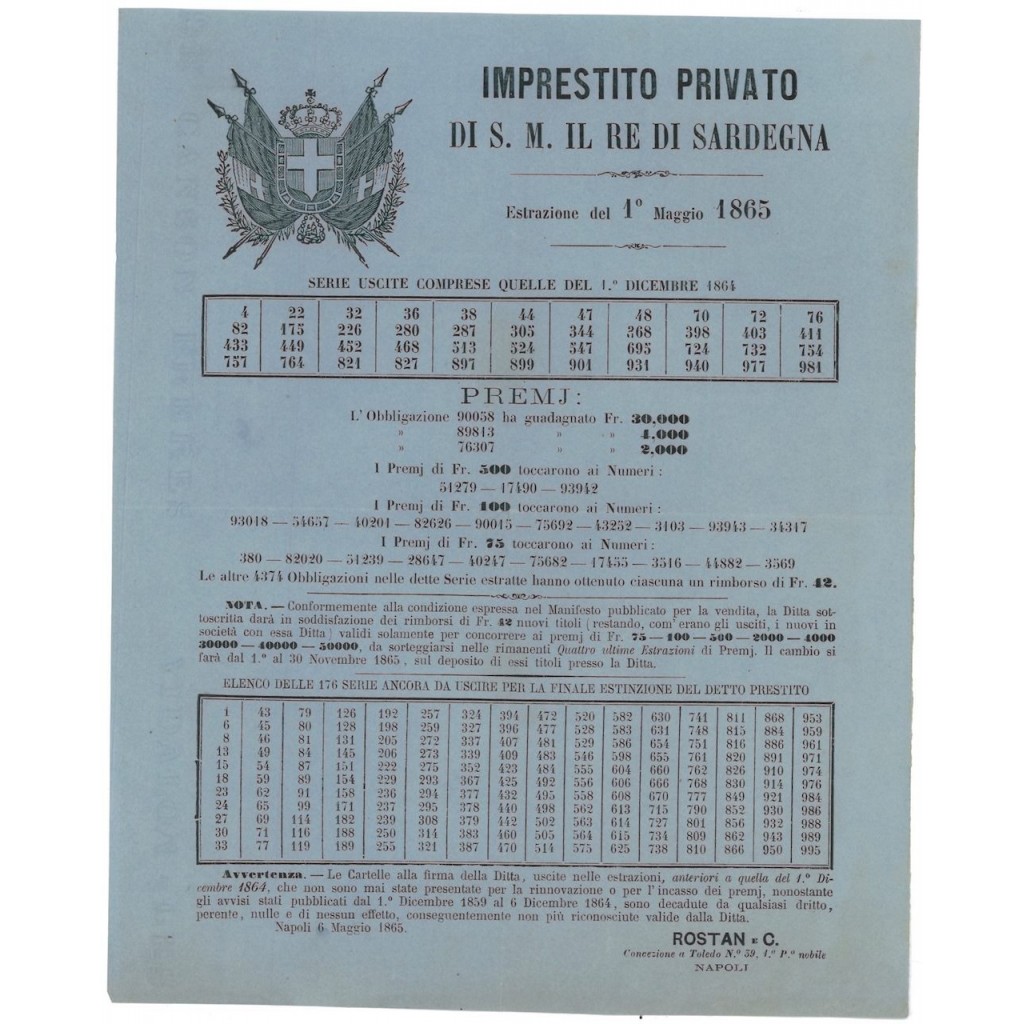 IMPRESTITO PRIVATO
DI S. M. IL RE DI SARDEGNA
Estrazione del 1º Maggio 1865
SERIE USCITE COMPRESE QUELLE DEL 1.º DICEMBRE 1864
4 22 32 36 38 44 47 48 70 72 76
82 175 226 280 287 305 344 368 398 403 411
433 449 452 468 513 524 547 695 724 732 754
757 764 821 827 897 899 901 931 940 977 981
PREMJ:
L'Obbligazione 90058 ha guadagnato Fr. 30,000
» 89813 » » 4,000
» 76307 » » 2,000
I Premj di Fr. 500 toccarono ai Numeri:
51279 — 17490 — 93942
I Premj di Fr. 100 toccarono ai Numeri:
93018 — 54657 — 40201 — 82626 — 90015 — 75692 — 43252 — 3103 — 93943 — 34317
I Premj di Fr. 75 toccarono ai Numeri:
380 — 82020 — 51239 — 28647 — 40247 — 75682 — 17455 — 3516 — 44882 — 3569
Le altre 4374 Obbligazioni nelle dette Serie estratte hanno ottenuto ciascuna un rimborso di Fr. 42.
NOTA. — Conformemente alla condizione espressa nel Manifesto pubblicato per la vendita, la Ditta sot-
toscritta darà in soddisfazione dei rimborsi di Fr. 42 nuovi titoli (restando, com'erano gli usciti, i nuovi in
società con essa Ditta) validi solamente per concorrere ai premj di Fr. 75 — 100 — 500 — 2000 — 4000
30000 — 40000 — 50000, da sorteggiarsi nelle rimanenti Quattro ultime Estrazioni di Premj. Il cambio si
farà dal 1.º al 30 Novembre 1865, sul deposito di essi titoli presso la Ditta.
ELENCO DELLE 176 SERIE ANCORA DA USCIRE PER LA FINALE ESTINZIONE DEL DETTO PRESTITO
1 43 79 126 192 257 324 394 472 520 582 630 741 811 868 953
6 45 80 128 198 259 327 396 477 528 583 631 748 815 884 959
8 46 81 131 205 272 337 407 481 529 586 654 751 816 886 961
13 49 84 145 206 273 339 409 483 546 598 655 761 820 891 971
15 54 87 151 222 275 352 423 484 555 604 660 762 826 910 974
18 59 89 154 229 293 367 425 492 556 606 666 768 830 914 976
23 62 91 158 236 294 377 432 495 558 608 670 777 849 921 984
24 65 99 171 237 295 378 440 498 562 613 715 790 852 930 986
27 69 114 182 239 308 379 442 502 563 614 727 801 856 932 988
30 71 116 188 250 314 383 460 505 564 615 734 809 862 943 989
33 77 119 189 255 321 387 470 514 575 625 738 810 866 950 995
Avvertenza. — Le Cartelle alla firma della Ditta, uscite nelle estrazioni, anteriori a quella del 1.º Di-
cembre 1864, che non sono mai state presentate per la rinnovazione o per l'incasso dei premj, nonostante
gli avvisi stati pubblicati dal 1.º Dicembre 1859 al 6 Dicembre 1864, sono decadute da qualsiasi dritto,
perente, nulle e di nessun effetto, conseguentemente non più riconosciute valide dalla Ditta.
Napoli 6 Maggio 1865.
ROSTAN E C.
Concezione a Toledo N.º 59, 1.º P.º nobile
NAPOLI